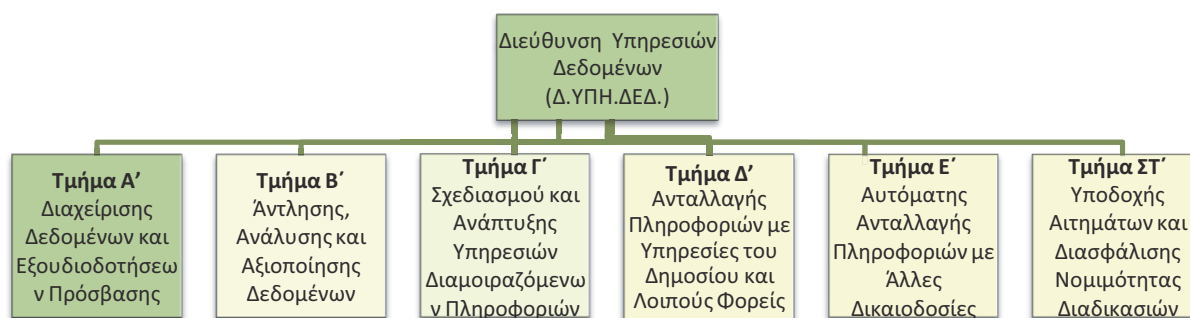 Διεύθυνση Υπηρεσιών
Δεδομένων
(Δ.ΥΠΗ.ΔΕΔ.)
Τμήμα Α’
Διαχείρισης
Δεδομένων και
Εξουδιοδοτήσεω
ν Πρόσβασης
Τμήμα Β΄
Άντλησης,
Ανάλυσης και
Αξιοποίησης
Δεδομένων
Τμήμα Γ΄
Σχεδιασμού και
Ανάπτυξης
Υπηρεσιών
Διαμοιραζόμενω
ν Πληροφοριών
Τμήμα Δ’
Ανταλλαγής
Πληροφοριών με
Υπηρεσίες του
Δημοσίου και
Λοιπούς Φορείς
Τμήμα Ε΄
Αυτόματης
Ανταλλαγής
Πληροφοριών με
Άλλες
Δικαιοδοσίες
Τμήμα ΣΤ΄
Υποδοχής
Αιτημάτων και
Διασφάλισης
Νομιμότητας
Διαδικασιών